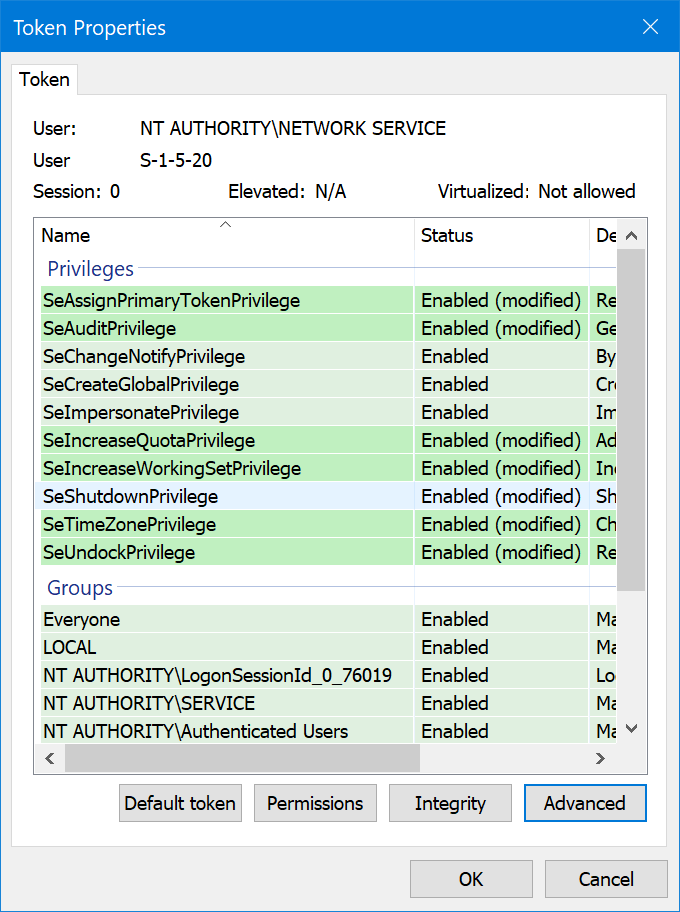 Token Properties
Token
User: NT AUTHORITY\NETWORK SERVICE
User S-1-5-20
Session: 0 Elevated: N/A Virtualized: Not allowed
Name Status De
Privileges
SeAssignPrimaryTokenPrivilege Enabled (modified) Re
SeAuditPrivilege Enabled (modified) Ge
SeChangeNotifyPrivilege Enabled By
SeCreateGlobalPrivilege Enabled Cre
SeImpersonatePrivilege Enabled Im
SeIncreaseQuotaPrivilege Enabled (modified) Ad
SeIncreaseWorkingSetPrivilege Enabled (modified) Inc
SeShutdownPrivilege Enabled (modified) Sh
SeTimeZonePrivilege Enabled (modified) Ch
SeUndockPrivilege Enabled (modified) Re
Groups
Everyone Enabled Ma
LOCAL Enabled Ma
NT AUTHORITY\LogonSessionId_0_76019 Enabled Lo
NT AUTHORITY\SERVICE Enabled Ma
NT AUTHORITY\Authenticated Users Enabled Ma
Default token Permissions Integrity Advanced
OK Cancel